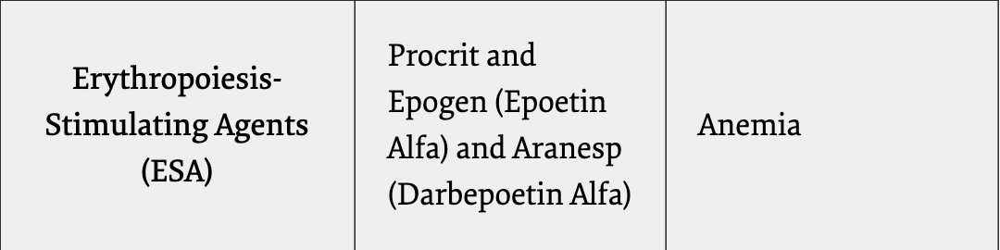 Erythropoiesis-
Stimulating Agents
(ESA)
Procrit and
Epogen (Epoetin
Alfa) and Aranesp
(Darbepoetin Alfa)
Anemia